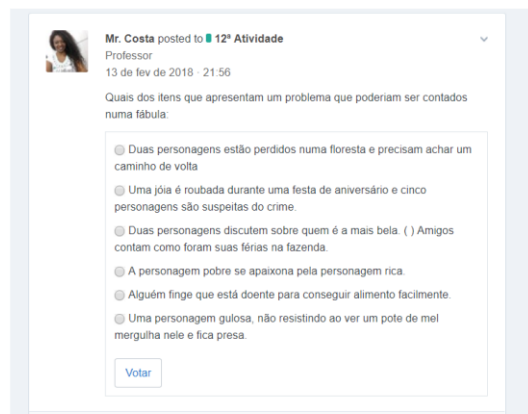 Mr. Costa posted to 12ª Atividade
Professor
13 de fev de 2018 · 21:56
Quais dos itens que apresentam um problema que poderiam ser contados
numa fábula:
Duas personagens estão perdidos numa floresta e precisam achar um
caminho de volta
Uma jóia é roubada durante uma festa de aniversário e cinco
personagens são suspeitas do crime.
Duas personagens discutem sobre quem é a mais bela. ( ) Amigos
contam como foram suas férias na fazenda.
A personagem pobre se apaixona pela personagem rica.
Alguém finge que está doente para conseguir alimento facilmente.
Uma personagem gulosa, não resistindo ao ver um pote de mel
mergulha nele e fica presa.
Votar